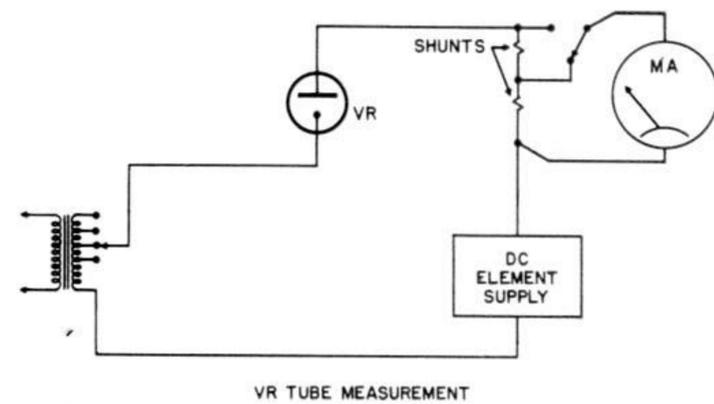 SHUNTS
MA
VR
DC
ELEMENT
SUPPLY
VR TUBE MEASUREMENT